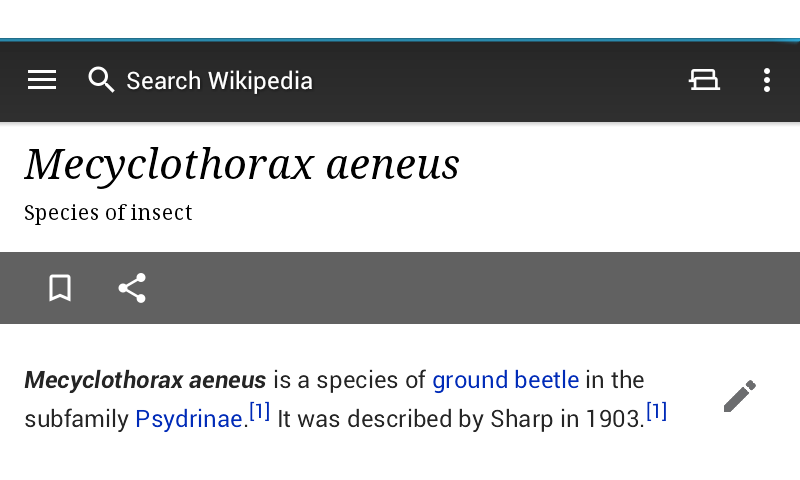 Search Wikipedia
Mecyclothorax aeneus
Species of insect
Mecyclothorax aeneus is a species of ground beetle in the
subfamily Psydrinae.[1] It was described by Sharp in 1903.[1]